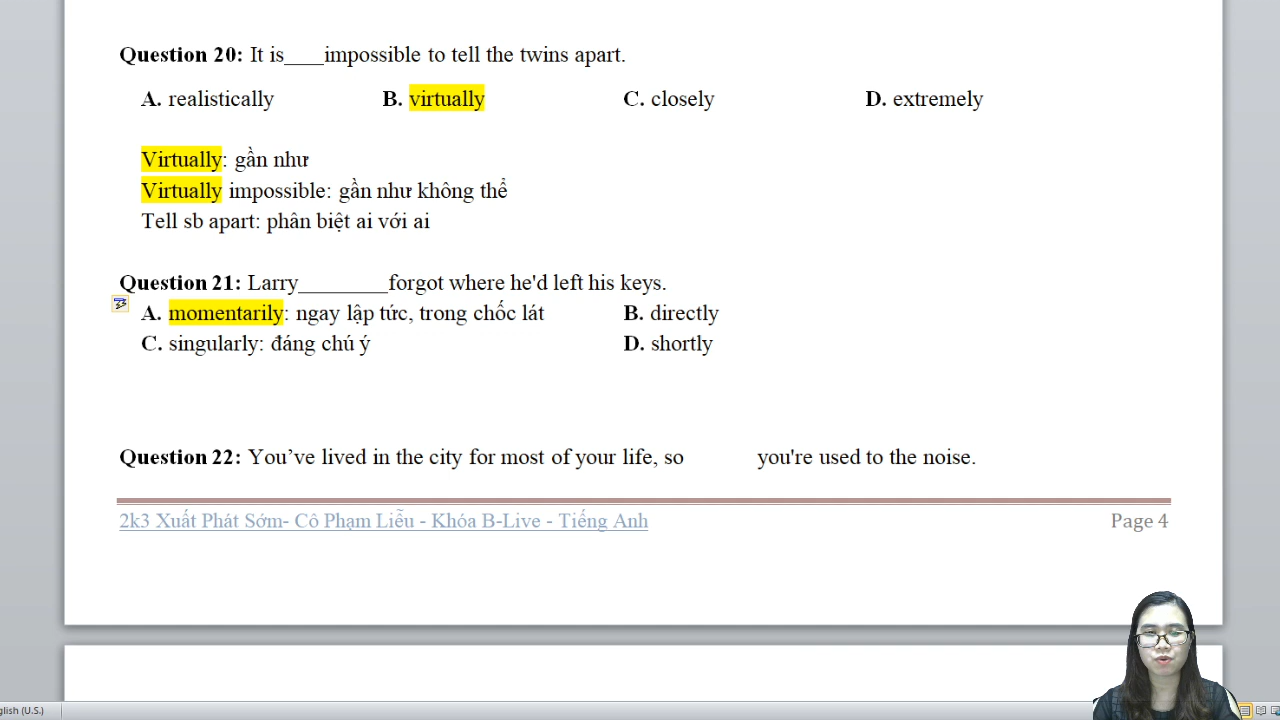 Question 20: It is____impossible to tell the twins apart.
A. realistically B. virtually C. closely D. extremely
Virtually: gần như
Virtually impossible: gần như không thể
Tell sb apart: phân biệt ai với ai
Question 21: Larry________forgot where he'd left his keys.
A. momentarily: ngay lập tức, trong chốc lát B. directly
C. singularly: đáng chú ý D. shortly
Question 22: You’ve lived in the city for most of your life, so you're used to the noise.
2k3 Xuất Phát Sớm- Cô Phạm Liễu - Khóa B-Live - Tiếng Anh Page 4
glish (U.S.)